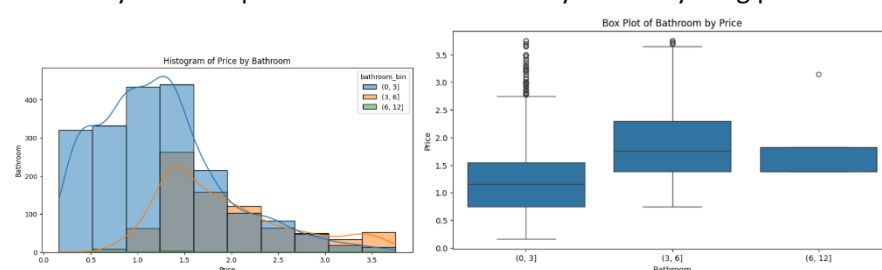 Histogram of Price by Bathroom
bathroom_bin
(0, 3]
(3, 6]
(6, 12]
400
300
200
100
0
Bathroom
0.0 0.5 1.0 1.5 2.0 2.5 3.0 3.5
Price
Box Plot of Bathroom by Price
3.5
3.0
2.5
2.0
1.5
1.0
0.5
0.0
Price
(0, 3] (3, 6] (6, 12]